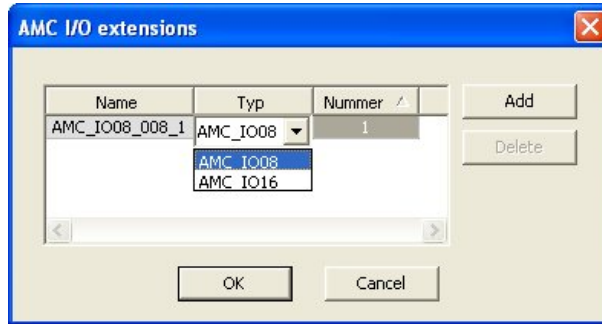 AMC I/O extensions
Name Typ Nummer
AMC_IO08_008_1 AMC_IO08 1
AMC_IO08
AMC_IO16
Add
Delete
OK Cancel